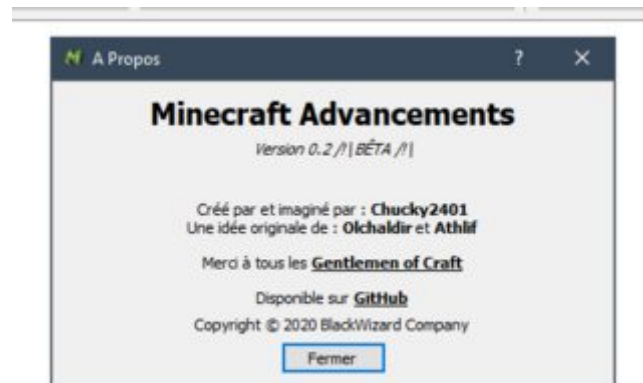 A Propos
Minecraft Advancements
Version 0.2 /!\ BÊTA /!\
Créé par et imaginé par : Chucky2401
Une idée originale de : Olchaldir et Athlif
Merci à tous les Gentlemen of Craft
Disponible sur GitHub
Copyright © 2020 BlackWizard Company
Fermer